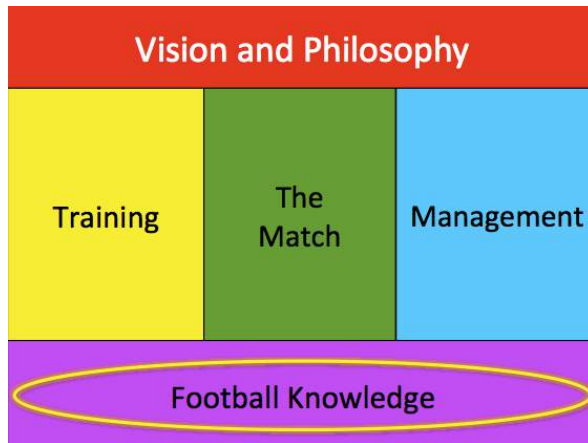 Vision and Philosophy
Training
The
Match
Management
Football Knowledge